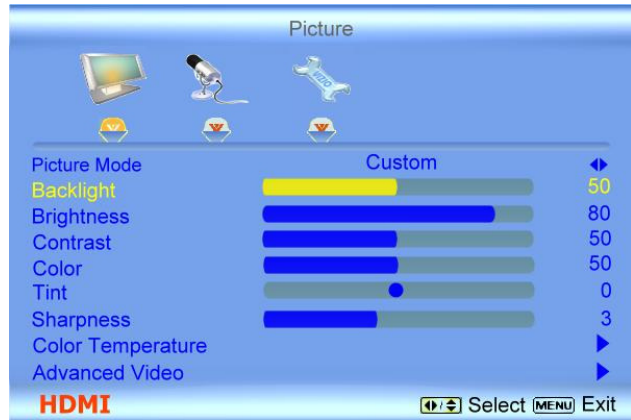 Picture
VIZIO
Picture Mode Custom
Backlight 50
Brightness 80
Contrast 50
Color 50
Tint 0
Sharpness 3
Color Temperature
Advanced Video
HDMI / Select MENU Exit